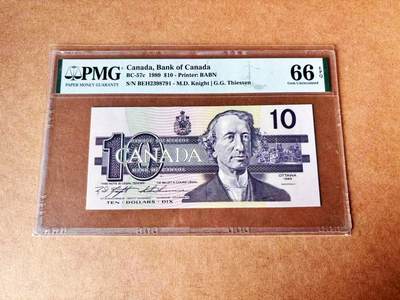 PMG
PAPER MONEY GUARANTY
Canada, Bank of Canada
BC-57c 1989 $10 - Printer: BABN
S/N BEH2398791 - M.D. Knight | G.G. Thiessen
66 EPQ
Gem Uncirculated
10
10
CANADA
OTTAWA
1989
TEN • DOLLARS • DIX